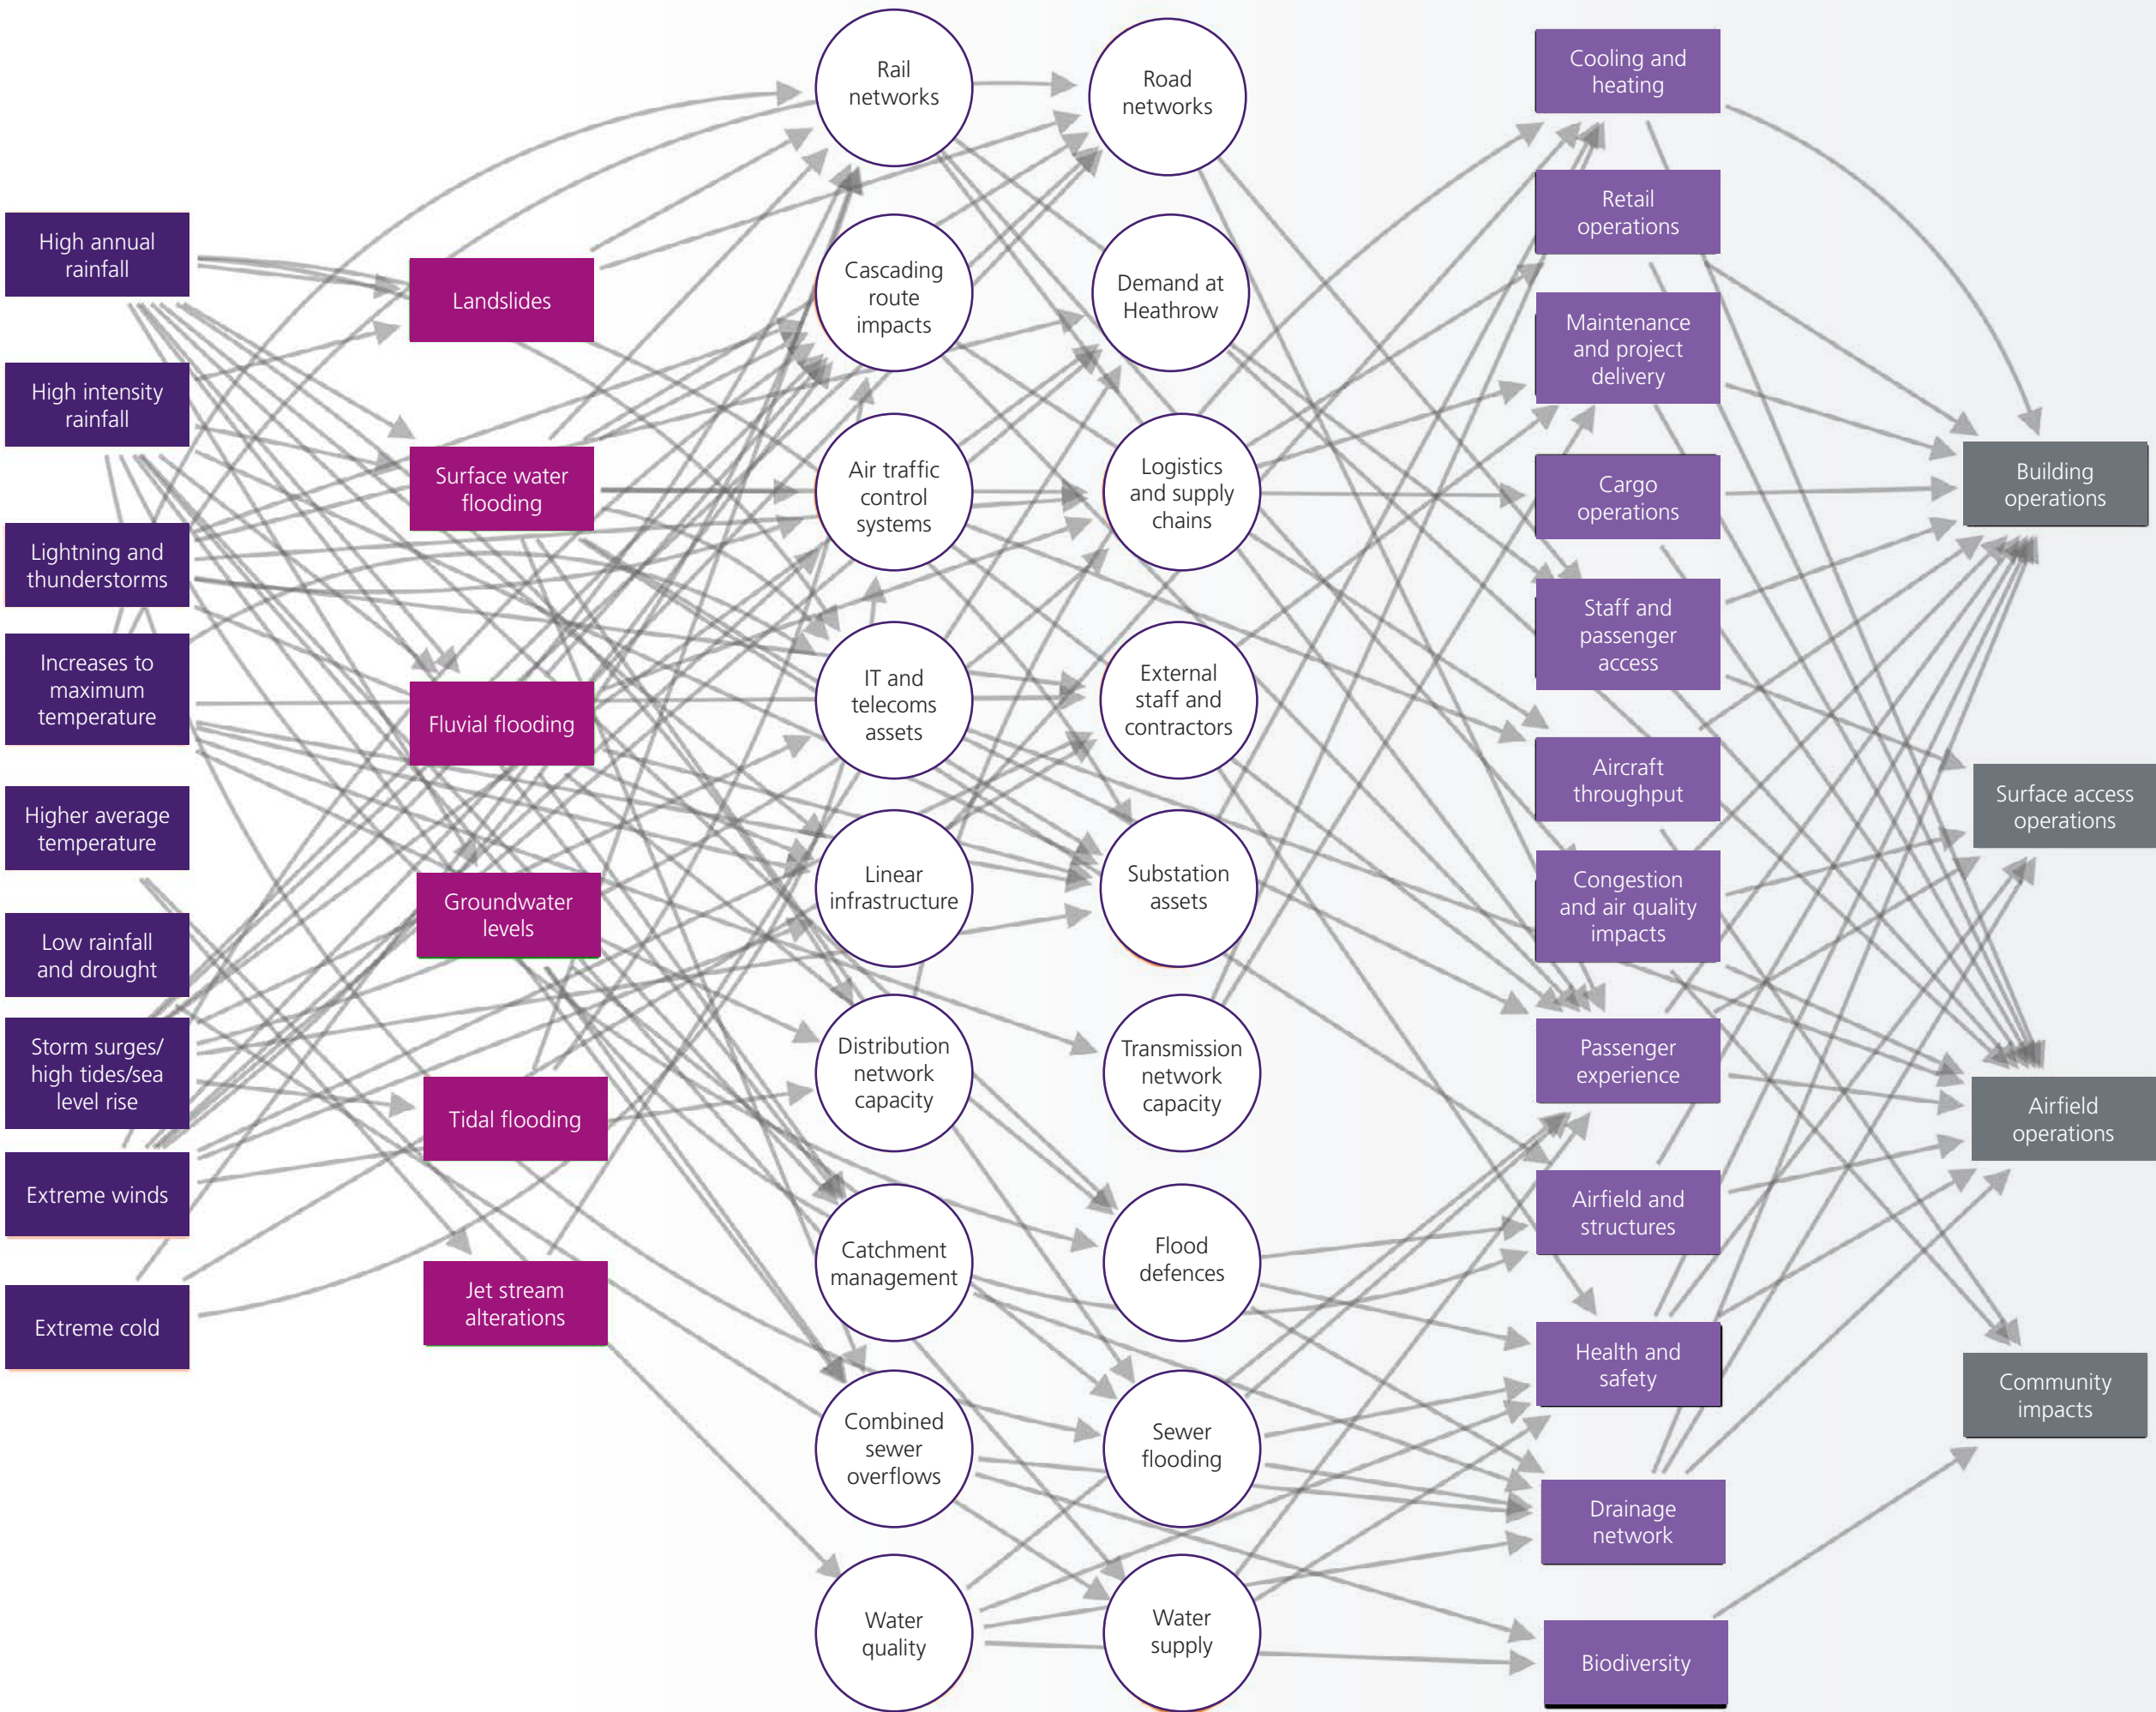 High annual
rainfall
High intensity
rainfall
Lightning and
thunderstorms
Increases to
maximum
temperature
Higher average
temperature
Low rainfall
and drought
Storm surges/
high tides/sea
level rise
Extreme winds
Extreme cold
Landslides
Surface water
flooding
Fluvial flooding
Groundwater
levels
Tidal flooding
Jet stream
alterations
Rail
networks
Cascading
route
impacts
Air traffic
control
systems
IT and
telecoms
assets
Linear
infrastructure
Distribution
network
capacity
Catchment
management
Combined
sewer
overflows
Water
quality
Road
networks
Demand at
Heathrow
Logistics
and supply
chains
External
staff and
contractors
Substation
assets
Transmission
network
capacity
Flood
defences
Sewer
flooding
Water
supply
Cooling and
heating
Retail
operations
Maintenance
and project
delivery
Cargo
operations
Staff and
passenger
access
Aircraft
throughput
Congestion
and air quality
impacts
Passenger
experience
Airfield and
structures
Health and
safety
Drainage
network
Biodiversity
Building
operations
Surface access
operations
Airfield
operations
Community
impacts